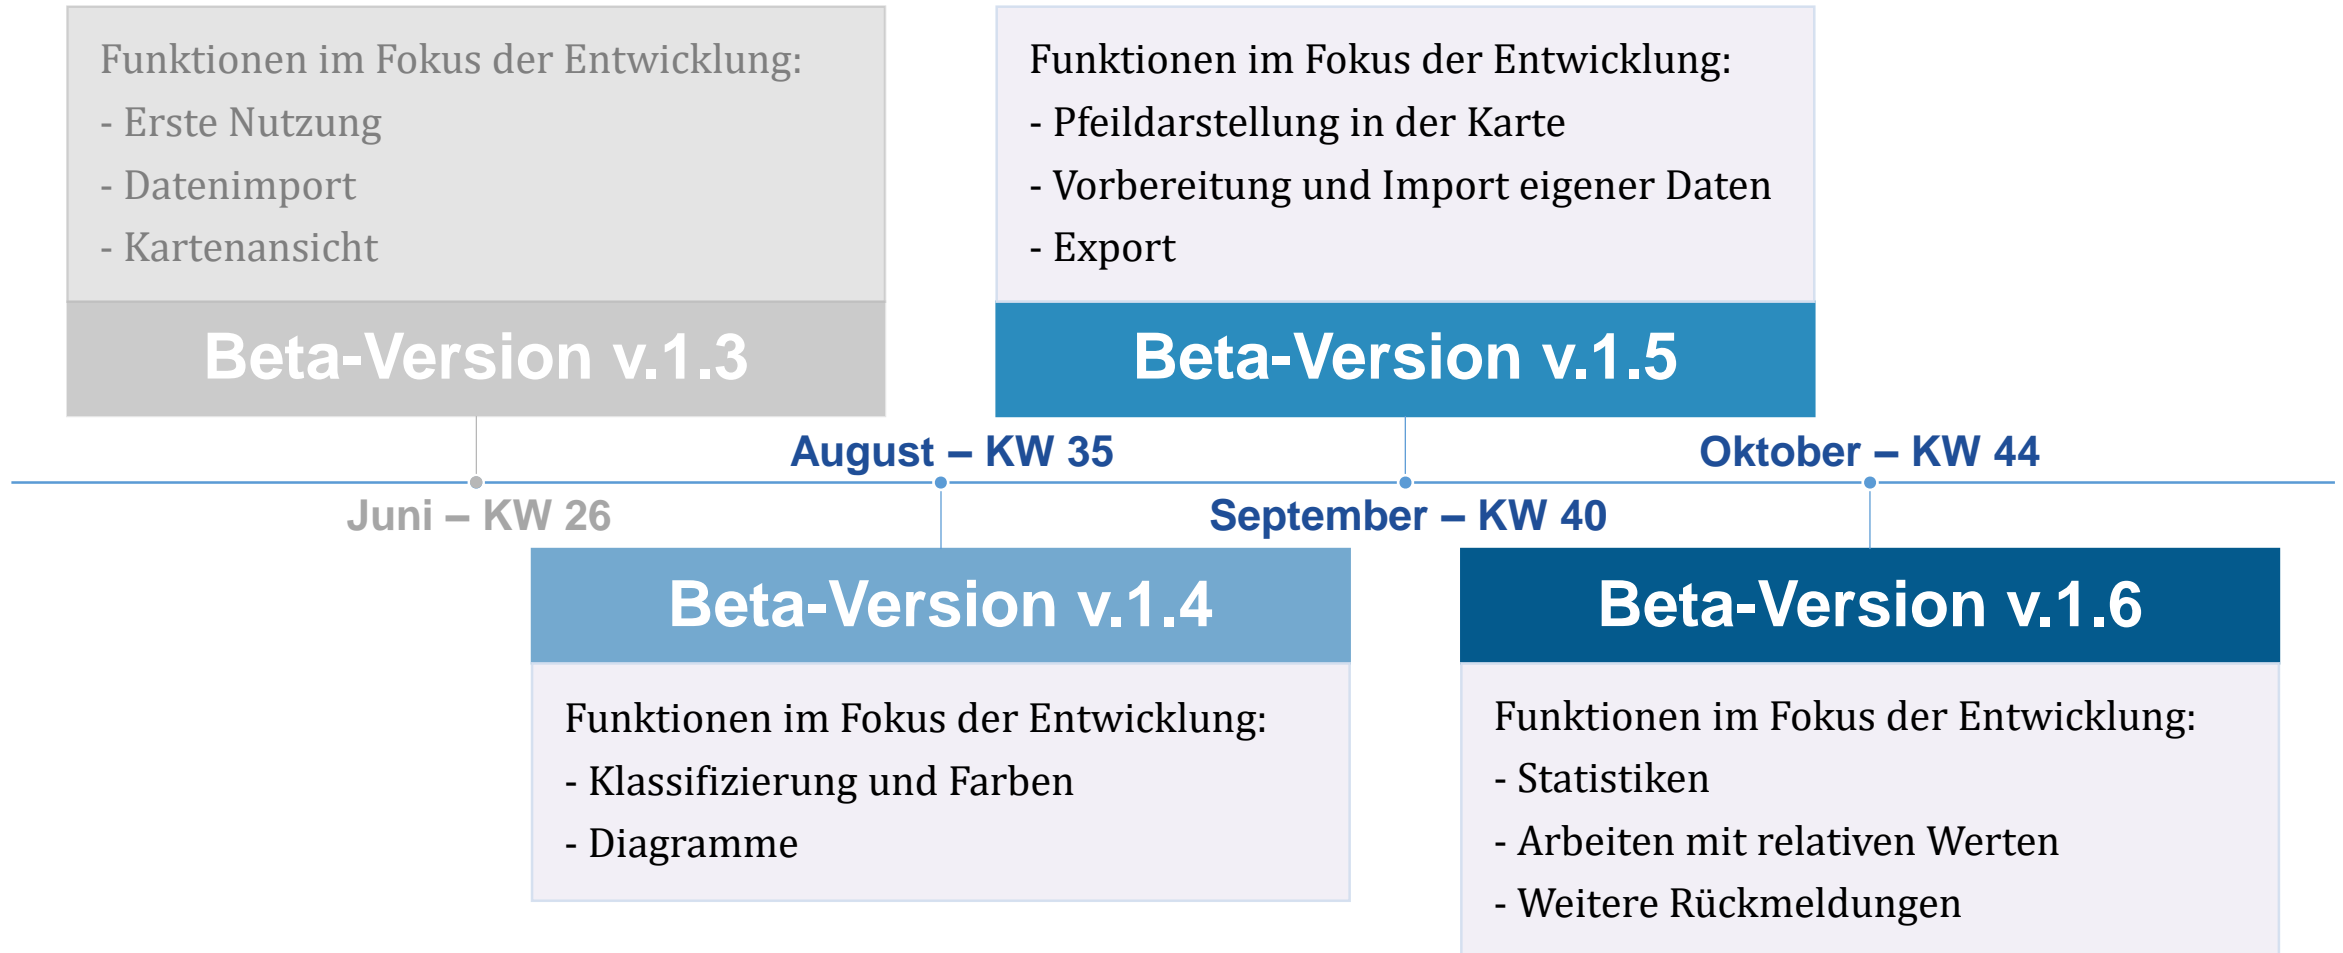 Funktionen im Fokus der Entwicklung:
- Erste Nutzung
- Datenimport
- Kartenansicht
Beta-Version v.1.3
Juni – KW 26
August – KW 35
Beta-Version v.1.4
Funktionen im Fokus der Entwicklung:
- Klassifizierung und Farben
- Diagramme
Funktionen im Fokus der Entwicklung:
- Pfeildarstellung in der Karte
- Vorbereitung und Import eigener Daten
- Export
Beta-Version v.1.5
September – KW 40
Oktober – KW 44
Beta-Version v.1.6
Funktionen im Fokus der Entwicklung:
- Statistiken
- Arbeiten mit relativen Werten
- Weitere Rückmeldungen